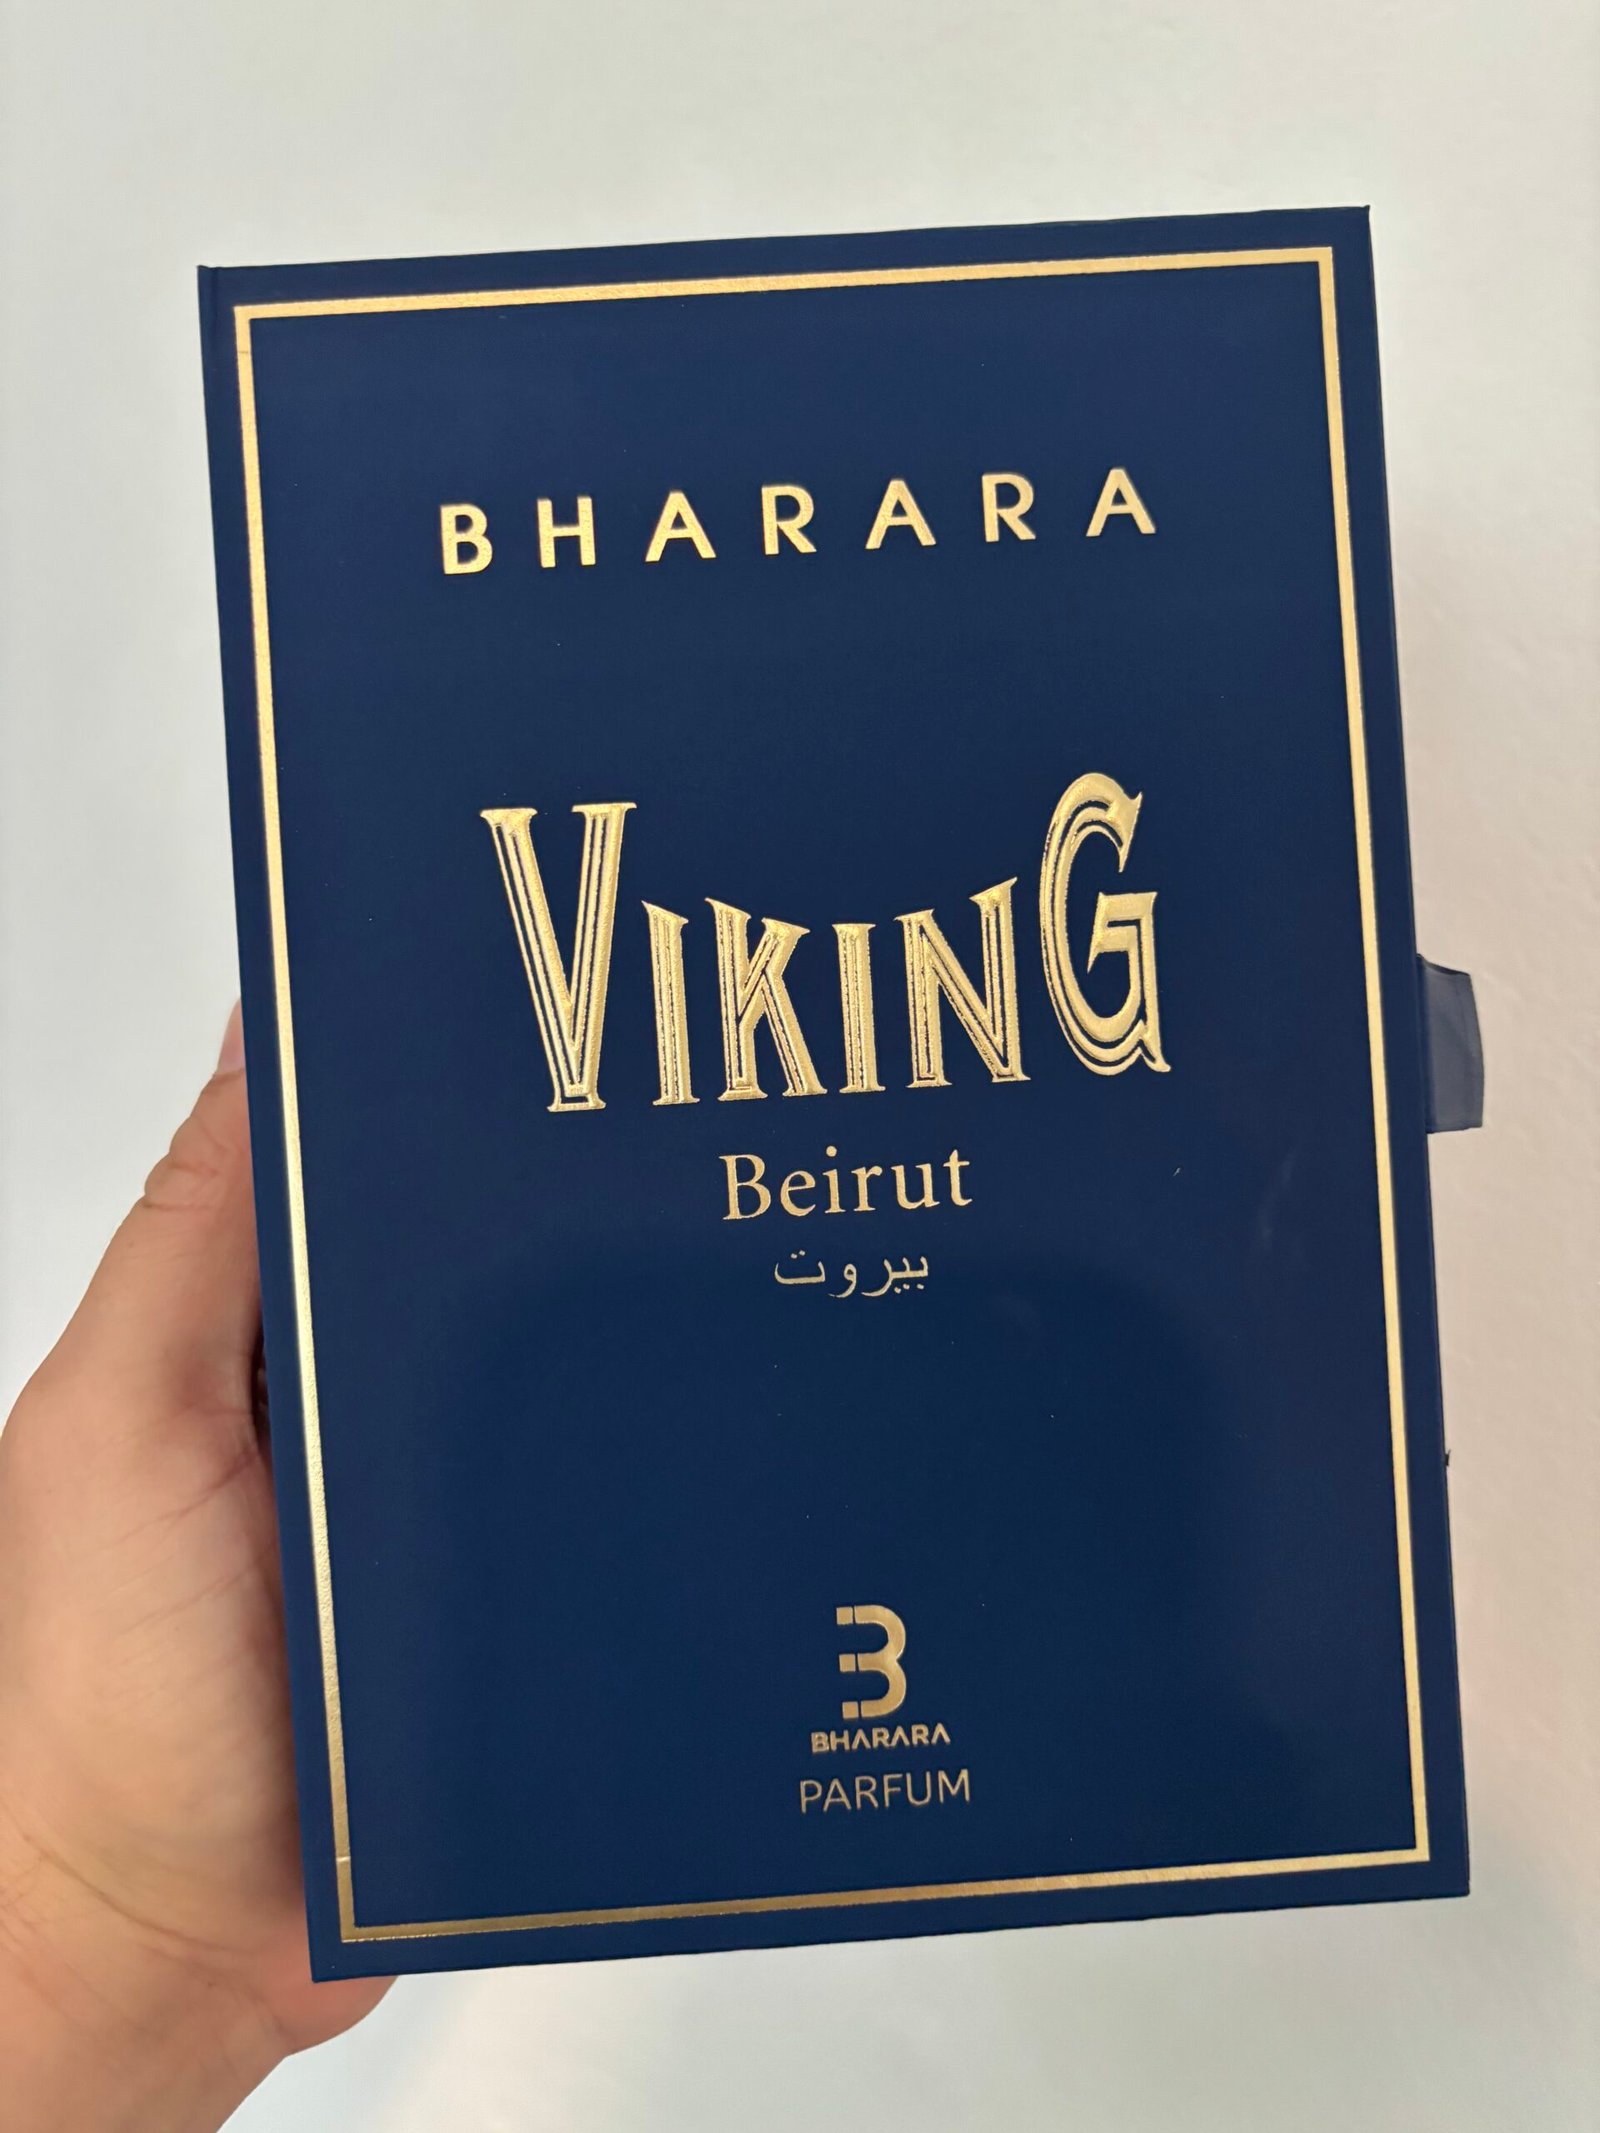 BHARARA
VIKING
Beirut
بيروت
B
BHARARA
PARFUM